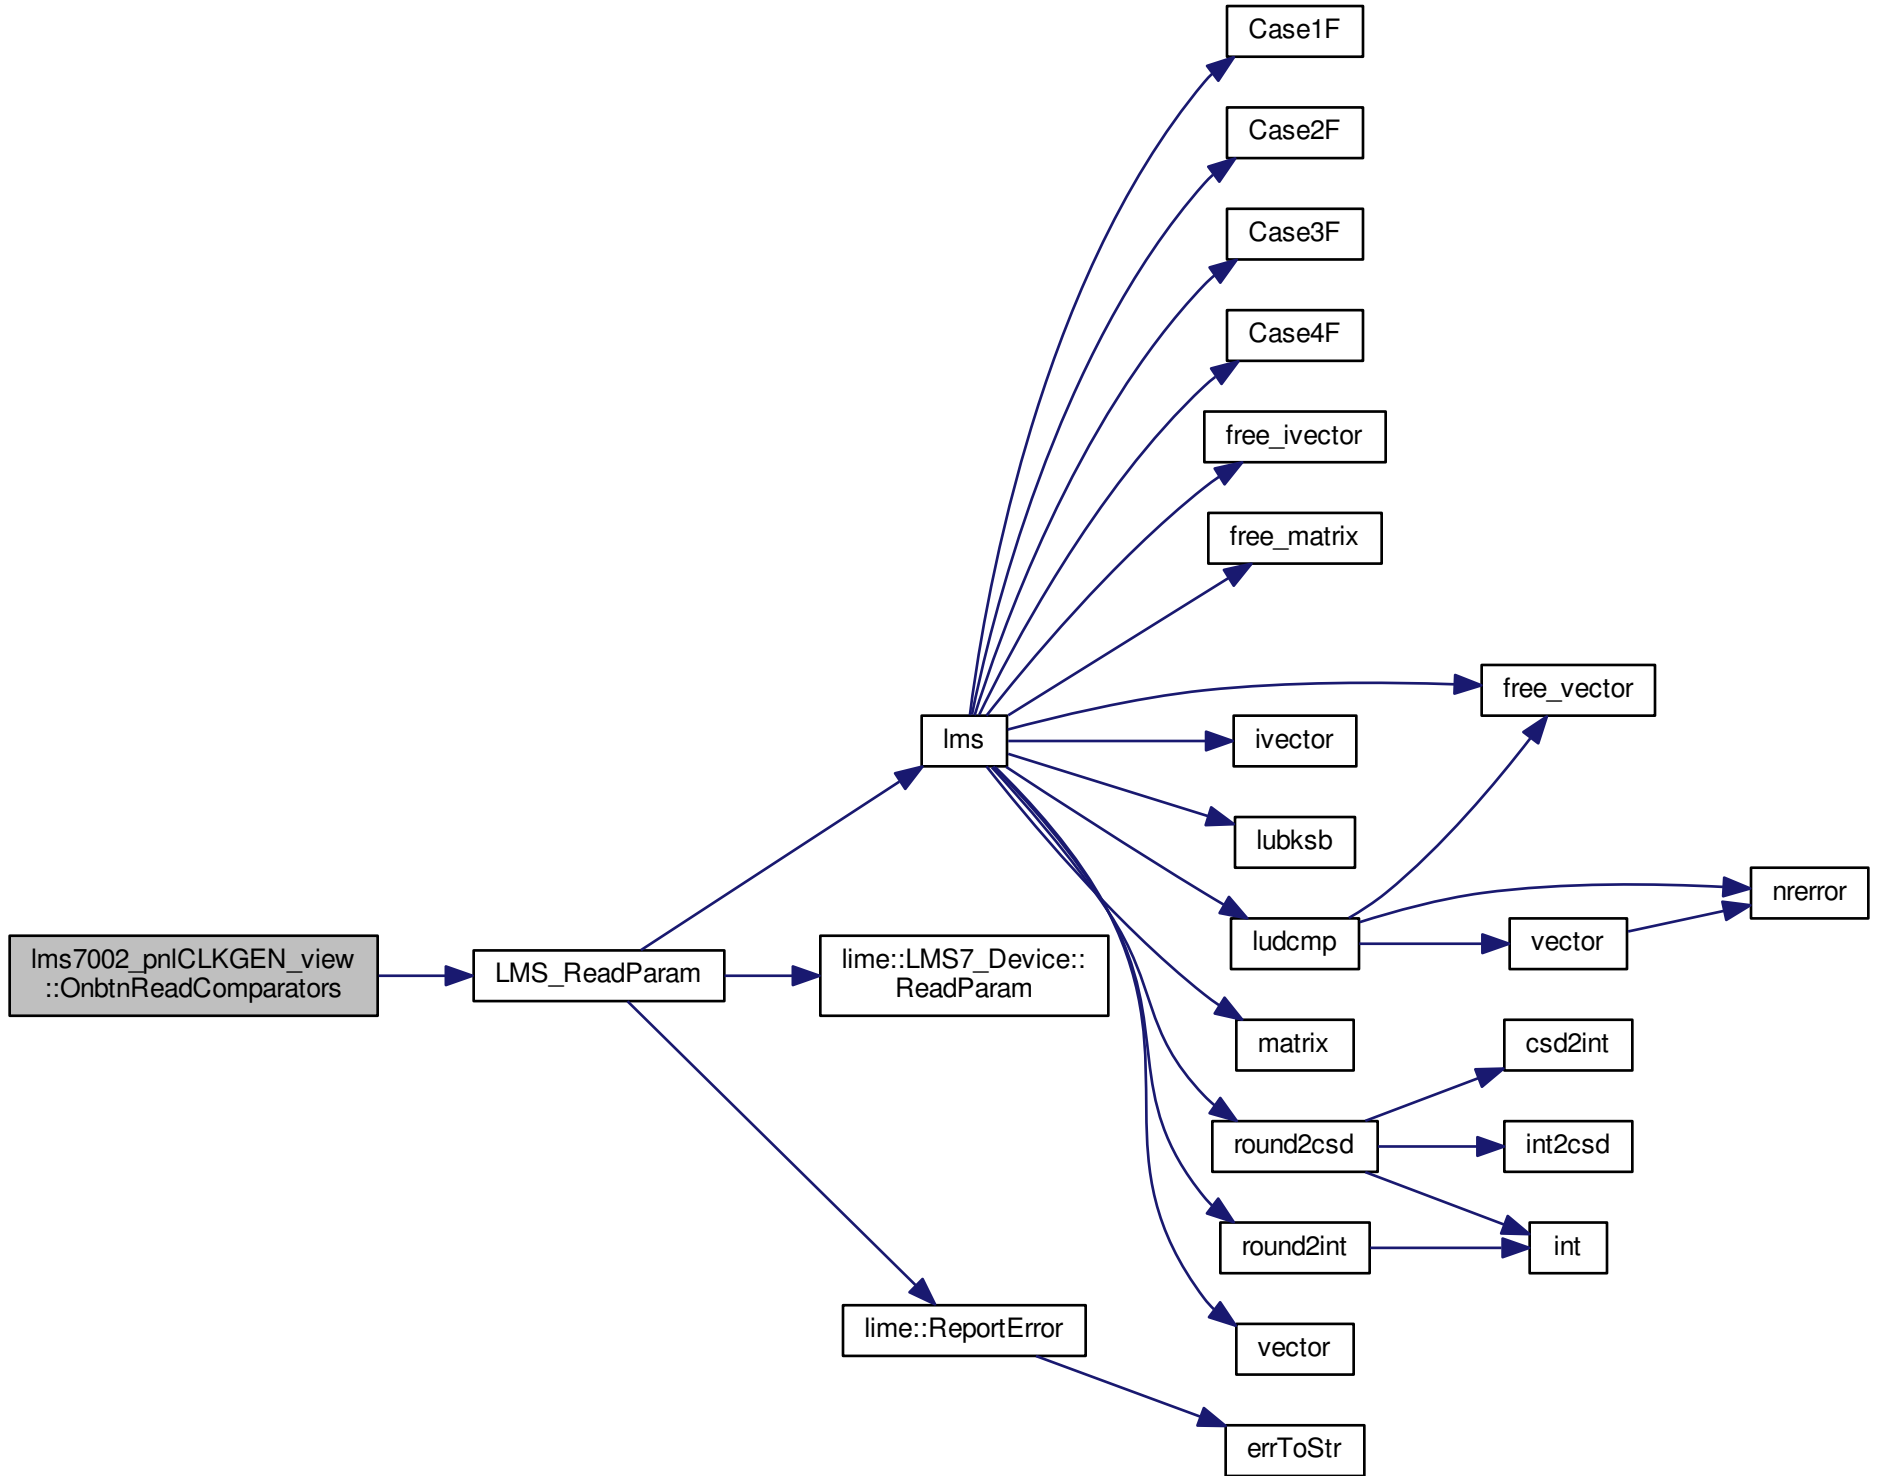 Case1F
Case2F
Case3F
Case4F
free_ivector
free_matrix
free_vector
lms
ivector
lubksb
nrerror
ludcmp
vector
lms7002_pnlCLKGEN_view
::OnbtnReadComparators
LMS_ReadParam
lime::LMS7_Device::
ReadParam
matrix
csd2int
round2csd
int2csd
round2int
int
lime::ReportError
vector
errToStr